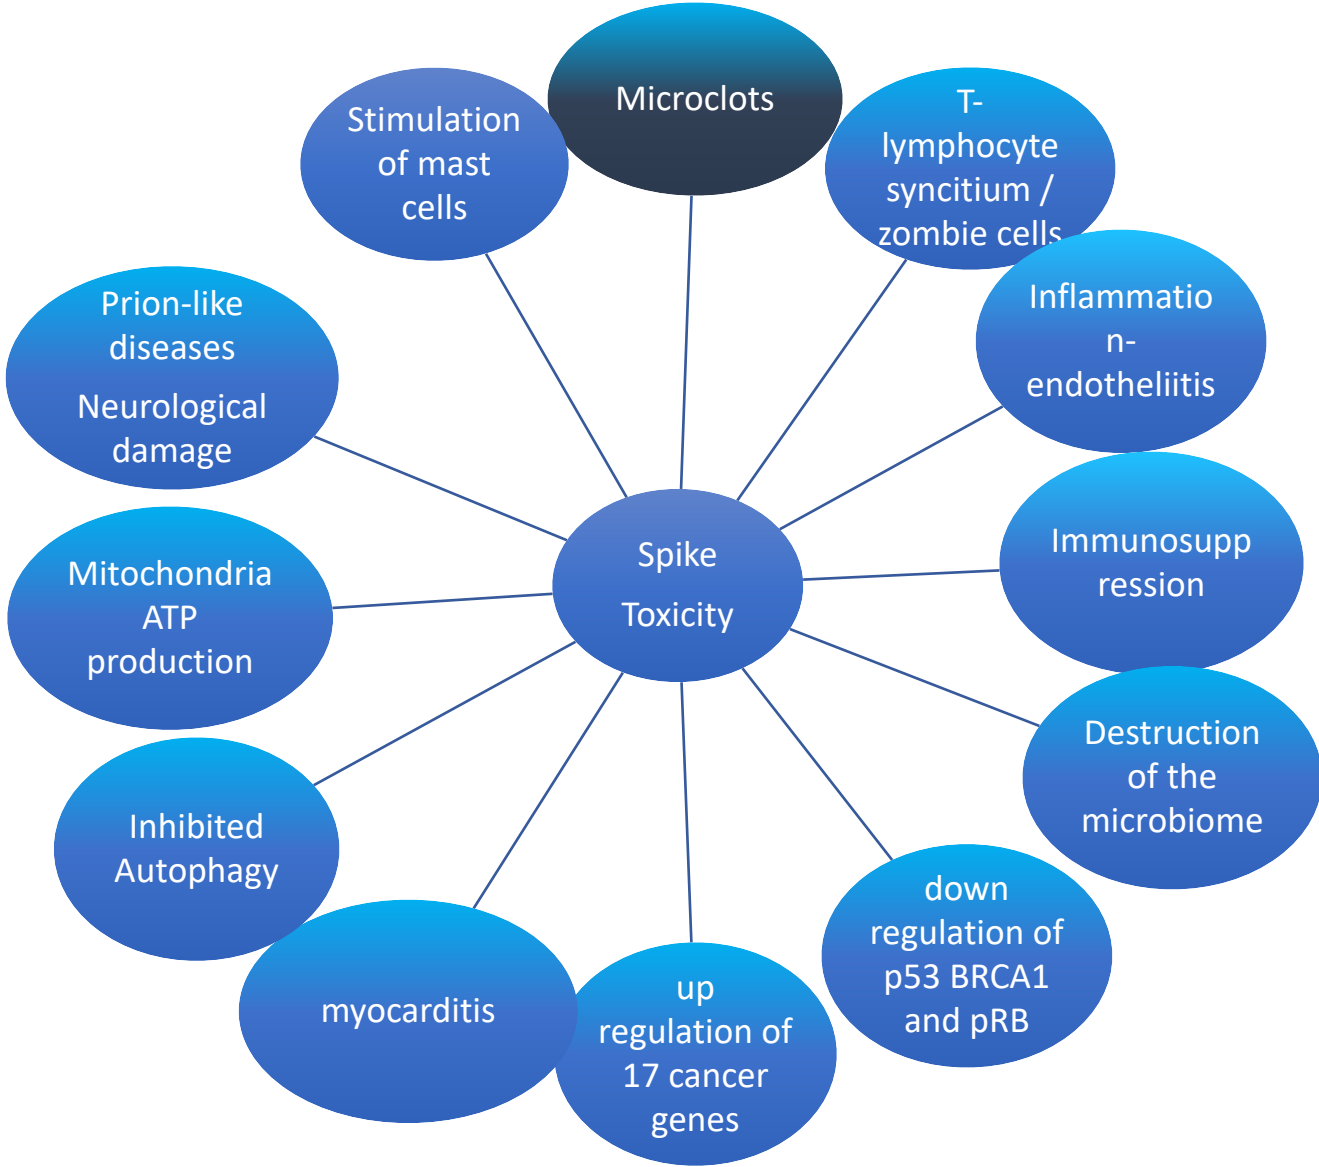 Microclots
T-
lymphocyte
syncitium /
zombie cells
Inflammatio
n-
endotheliitis
Immunosupp
ression
Destruction
of the
microbiome
down
regulation of
p53 BRCA1
and pRB
up
regulation of
17 cancer
genes
myocarditis
Inhibited
Autophagy
Mitochondria
ATP
production
Prion-like
diseases
Neurological
damage
Stimulation
of mast
cells
Spike
Toxicity